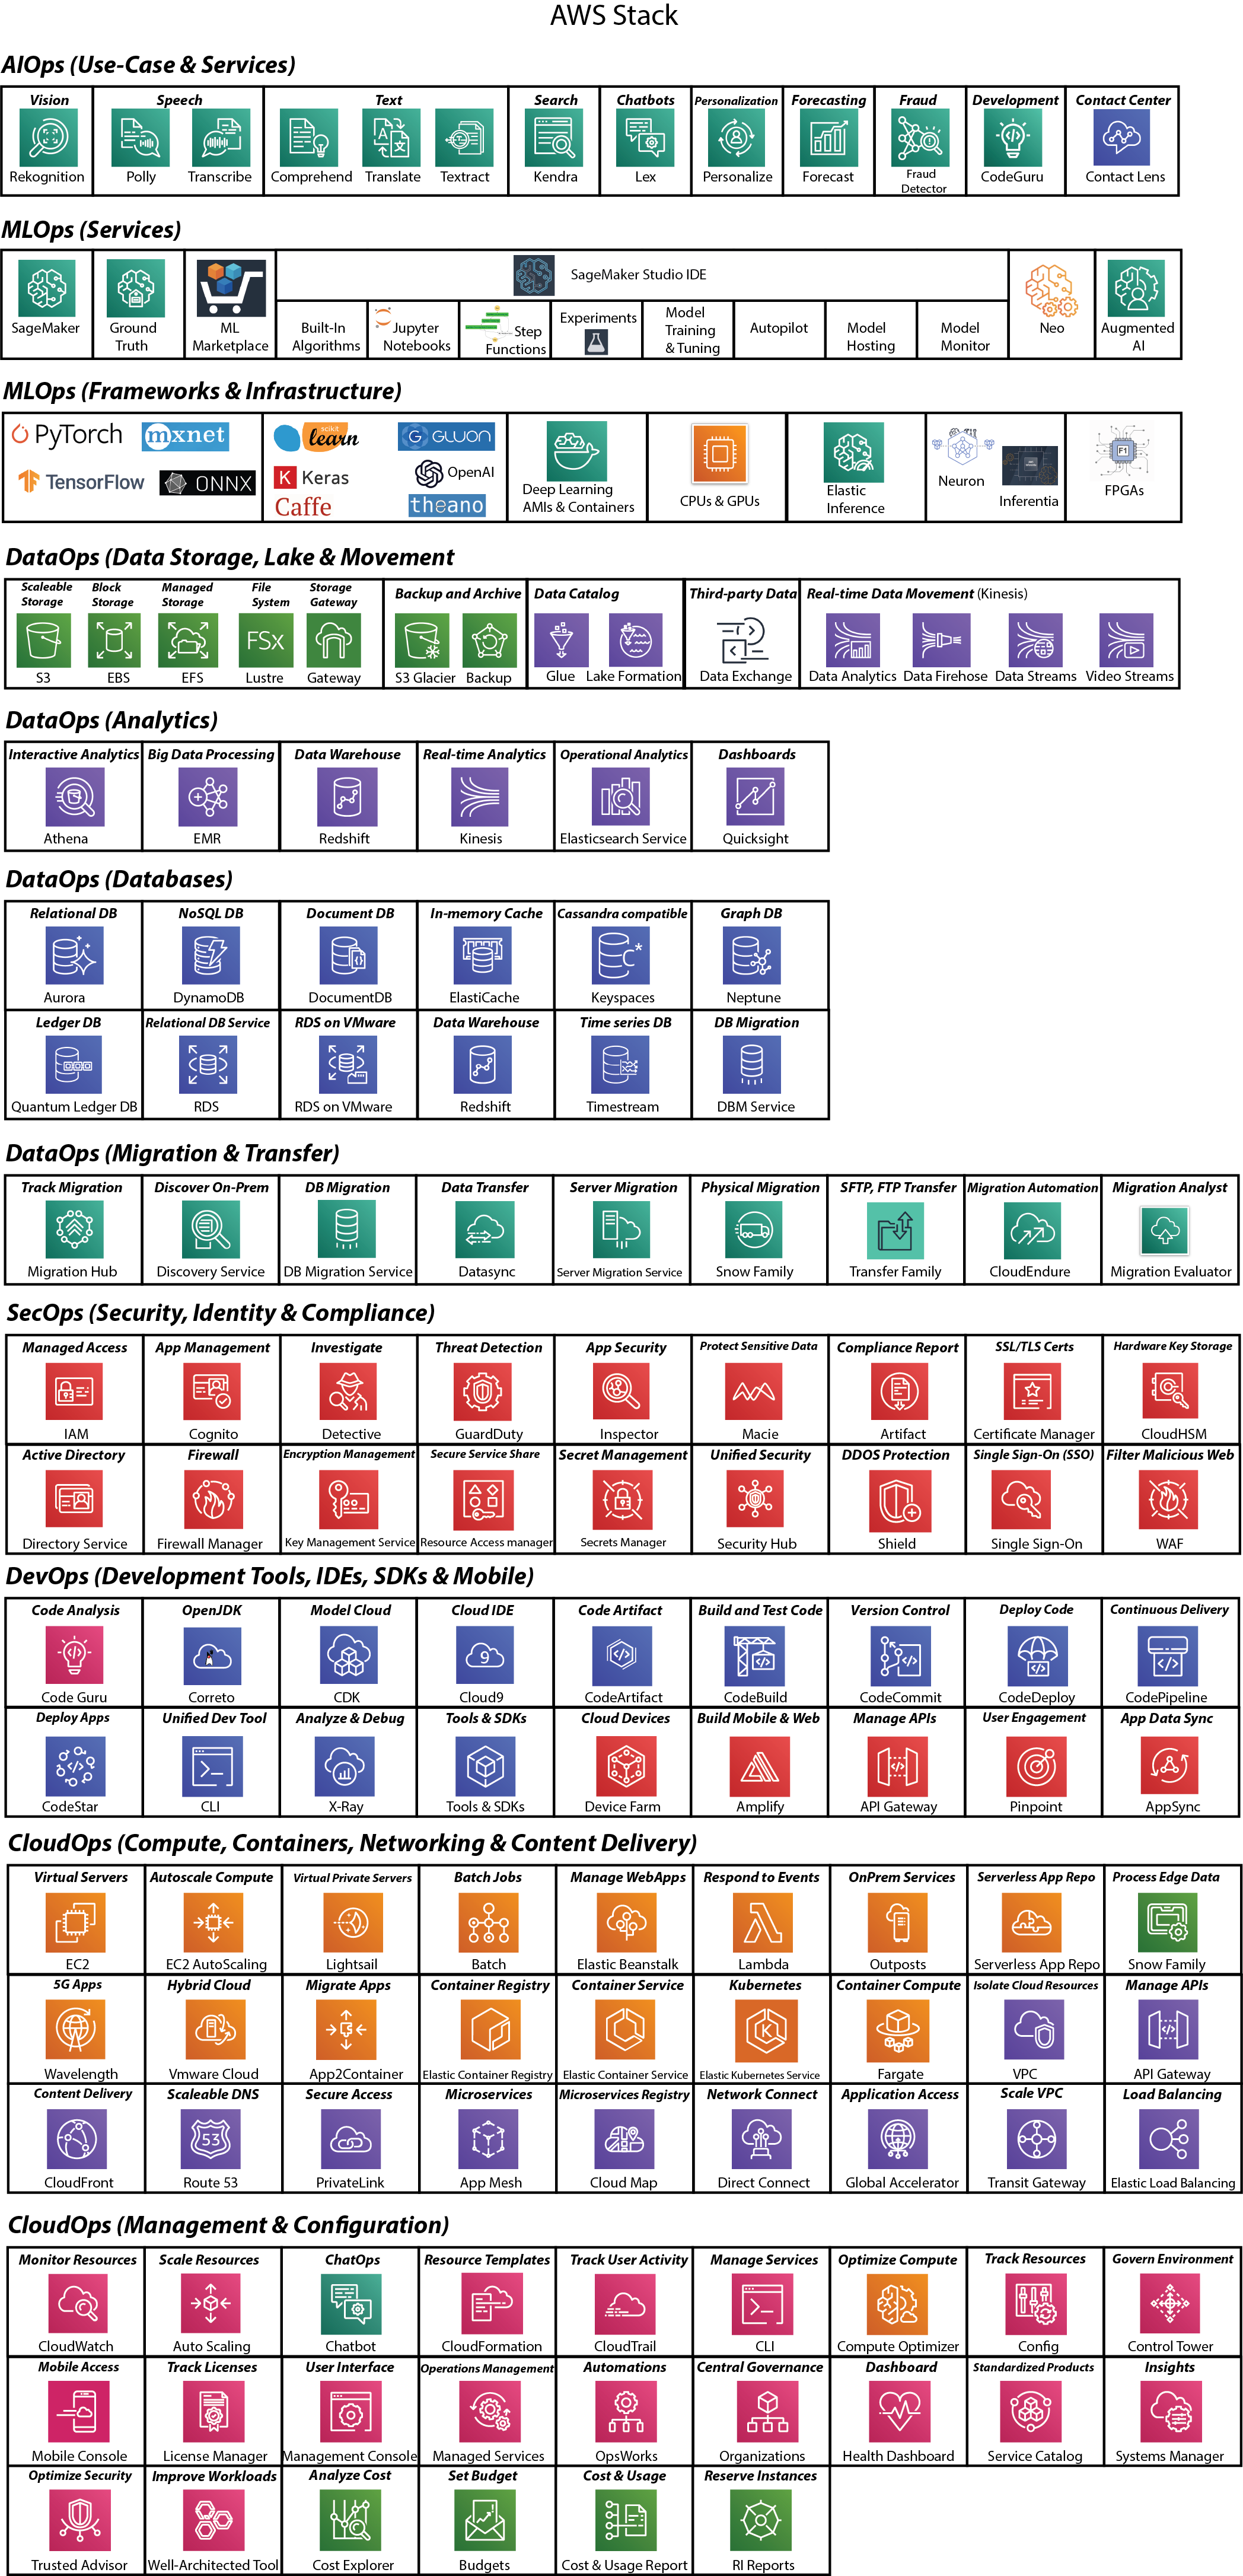 AWS Stack
AIOps (Use-Case & Services)
Vision Speech Text Search Chatbots Personalization Forecasting Fraud Development Contact Center
Rekognition Polly Transcribe Comprehend Translate Textract Kendra Lex Personalize Forecast Fraud Detector CodeGuru Contact Lens
MLOps (Services)
SageMaker Studio IDE
SageMaker Ground Truth ML Marketplace Built-In Algorithms Jupyter Notebooks Step Functions Experiments Model Training & Tuning Autopilot Model Hosting Model Monitor Neo Augmented AI
MLOps (Frameworks & Infrastructure)
PyTorch mxnet scikit learn GLUON
TensorFlow ONNX Keras OpenAI
Caffe theano
Deep Learning AMIs & Containers CPUs & GPUs Elastic Inference Neuron Inferentia F1 FPGAs
DataOps (Data Storage, Lake & Movement
Scaleable Storage Block Storage Managed Storage File System Storage Gateway Backup and Archive Data Catalog Third-party Data Real-time Data Movement (Kinesis)
FSx
S3 EBS EFS Lustre Gateway S3 Glacier Backup Glue Lake Formation Data Exchange Data Analytics Data Firehose Data Streams Video Streams
DataOps (Analytics)
Interactive Analytics Big Data Processing Data Warehouse Real-time Analytics Operational Analytics Dashboards
Athena EMR Redshift Kinesis Elasticsearch Service Quicksight
DataOps (Databases)
Relational DB NoSQL DB Document DB In-memory Cache Cassandra compatible Graph DB
C*
Aurora DynamoDB DocumentDB ElastiCache Keyspaces Neptune
Ledger DB Relational DB Service RDS on VMware Data Warehouse Time series DB DB Migration
Quantum Ledger DB RDS RDS on VMware Redshift Timestream DBM Service
DataOps (Migration & Transfer)
Track Migration Discover On-Prem DB Migration Data Transfer Server Migration Physical Migration SFTP, FTP Transfer Migration Automation Migration Analyst
Migration Hub Discovery Service DB Migration Service Datasync Server Migration Service Snow Family Transfer Family CloudEndure Migration Evaluator
SecOps (Security, Identity & Compliance)
Managed Access App Management Investigate Threat Detection App Security Protect Sensitive Data Compliance Report SSL/TLS Certs Hardware Key Storage
IAM Cognito Detective GuardDuty Inspector Macie Artifact Certificate Manager CloudHSM
Active Directory Firewall Encryption Management Secure Service Share Secret Management Unified Security DDOS Protection Single Sign-On (SSO) Filter Malicious Web
Directory Service Firewall Manager Key Management Service Resource Access manager Secrets Manager Security Hub Shield Single Sign-On WAF
DevOps (Development Tools, IDEs, SDKs & Mobile)
Code Analysis OpenJDK Model Cloud Cloud IDE Code Artifact Build and Test Code Version Control Deploy Code Continuous Delivery
9
Code Guru Correto CDK Cloud9 CodeArtifact CodeBuild CodeCommit CodeDeploy CodePipeline
Deploy Apps Unified Dev Tool Analyze & Debug Tools & SDKs Cloud Devices Build Mobile & Web Manage APIs User Engagement App Data Sync
CodeStar CLI X-Ray Tools & SDKs Device Farm Amplify API Gateway Pinpoint AppSync
CloudOps (Compute, Containers, Networking & Content Delivery)
Virtual Servers Autoscale Compute Virtual Private Servers Batch Jobs Manage WebApps Respond to Events OnPrem Services Serverless App Repo Process Edge Data
EC2 EC2 AutoScaling Lightsail Batch Elastic Beanstalk Lambda Outposts Serverless App Repo Snow Family
5G Apps Hybrid Cloud Migrate Apps Container Registry Container Service Kubernetes Container Compute Isolate Cloud Resources Manage APIs
K
Wavelength Vmware Cloud App2Container Elastic Container Registry Elastic Container Service Elastic Kubernetes Service Fargate VPC API Gateway
Content Delivery Scaleable DNS Secure Access Microservices Microservices Registry Network Connect Application Access Scale VPC Load Balancing
53
CloudFront Route 53 PrivateLink App Mesh Cloud Map Direct Connect Global Accelerator Transit Gateway Elastic Load Balancing
CloudOps (Management & Configuration)
Monitor Resources Scale Resources ChatOps Resource Templates Track User Activity Manage Services Optimize Compute Track Resources Govern Environment
CloudWatch Auto Scaling Chatbot CloudFormation CloudTrail CLI Compute Optimizer Config Control Tower
Mobile Access Track Licenses User Interface Operations Management Automations Central Governance Dashboard Standardized Products Insights
Mobile Console License Manager Management Console Managed Services OpsWorks Organizations Health Dashboard Service Catalog Systems Manager
Optimize Security Improve Workloads Analyze Cost Set Budget Cost & Usage Reserve Instances
Trusted Advisor Well-Architected Tool Cost Explorer Budgets Cost & Usage Report RI Reports